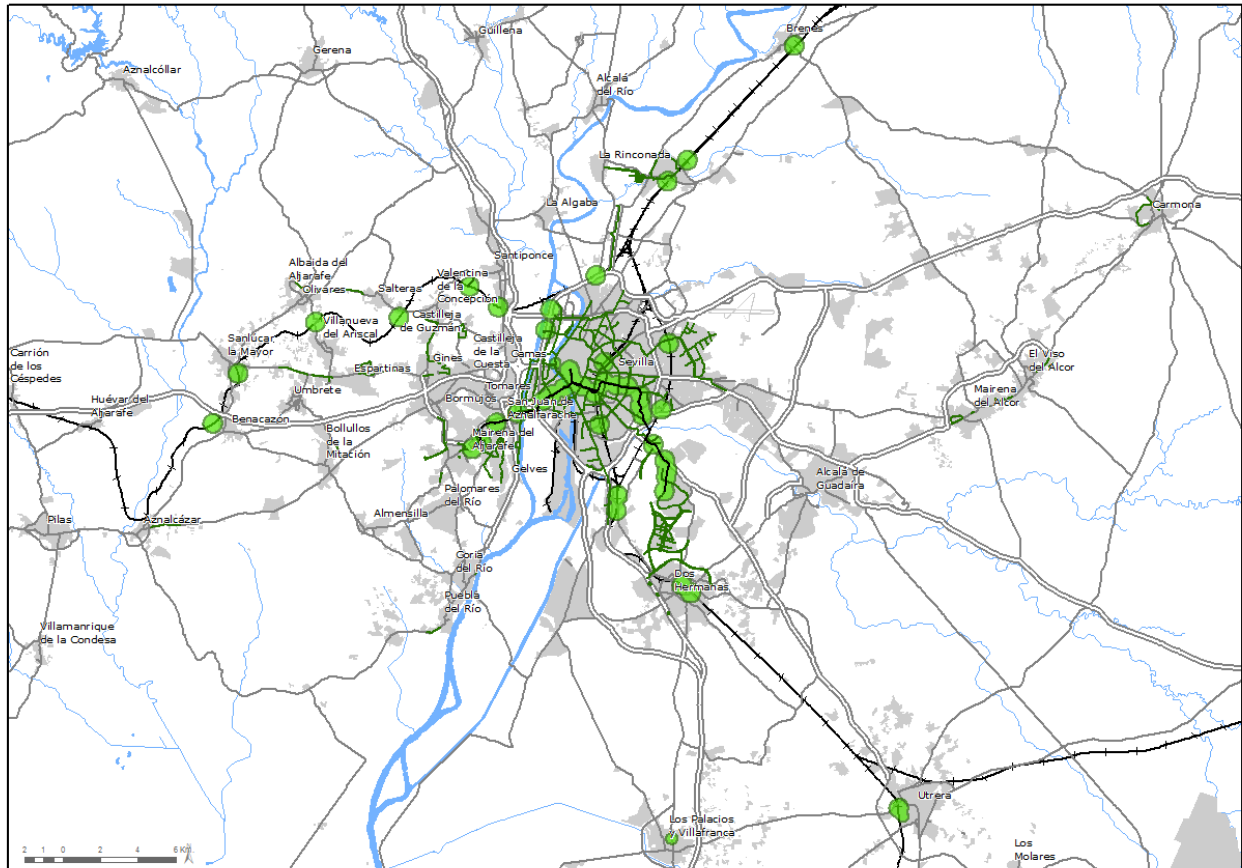 Brenes
Guillena
Gerena
Aznalcóllar
Alcalá
del Río
La Rinconada
Carmona
La Algaba
Santiponce
Albaida del
Aljarafe
Olivares
Salteras
Valentina
de la
Concepción
Villanueva
del Ariscal
Castilleja
de Guzmán
Castilleja
de la
Cuesta
Sanlucar
la Mayor
Carrión
de los
Céspedes
Espartinas
Gines
Camas
Sevilla
El Viso
del Alcor
Huévar del
Aljarafe
Umbrete
Tomares
Bormujos
San Juan de
Aznalfarache
Mairena
del Alcor
Benacazón
Bollullos
de la
Mitación
Mairena del
Aljarafe
Gelves
Alcalá de
Guadaira
Palomares
del Río
Almensilla
Pilas
Aznalcázar
Coria
del Río
Dos
Hermanas
Puebla
del Río
Villamanrique
de la Condesa
Utrera
Los Palacios
y Villafranca
Los
Molares
2 1 0 2 4 6 Km.